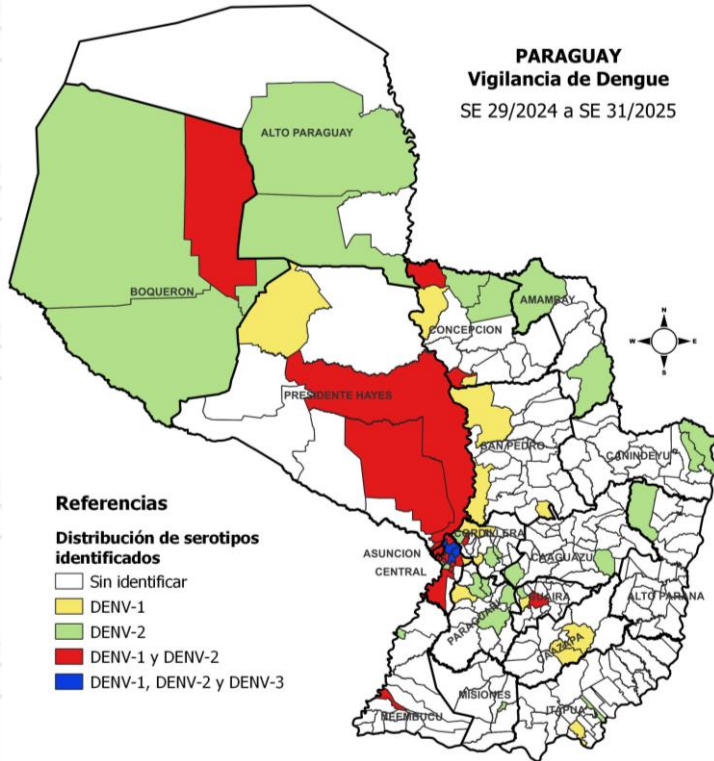 PARAGUAY
Vigilancia de Dengue
SE 29/2024 a SE 31/2025
ALTO PARAGUAY
BOQUERON
AMAMBAY
CONCEPCION
N
W
E
S
PRESIDENTE HAYES
SAN PEDRO
CANINDEYU
Referencias
Distribución de serotipos
identificados
Sin identificar
DENV-1
DENV-2
DENV-1 y DENV-2
DENV-1, DENV-2 y DENV-3
ASUNCION
CENTRAL
CORDILLERA
CAAGUAZU
ALTO PARANA
GUAIRA
PARAGUARI
CAAZAPA
MISIONES
ITAPUA
ÑEEMBUCU